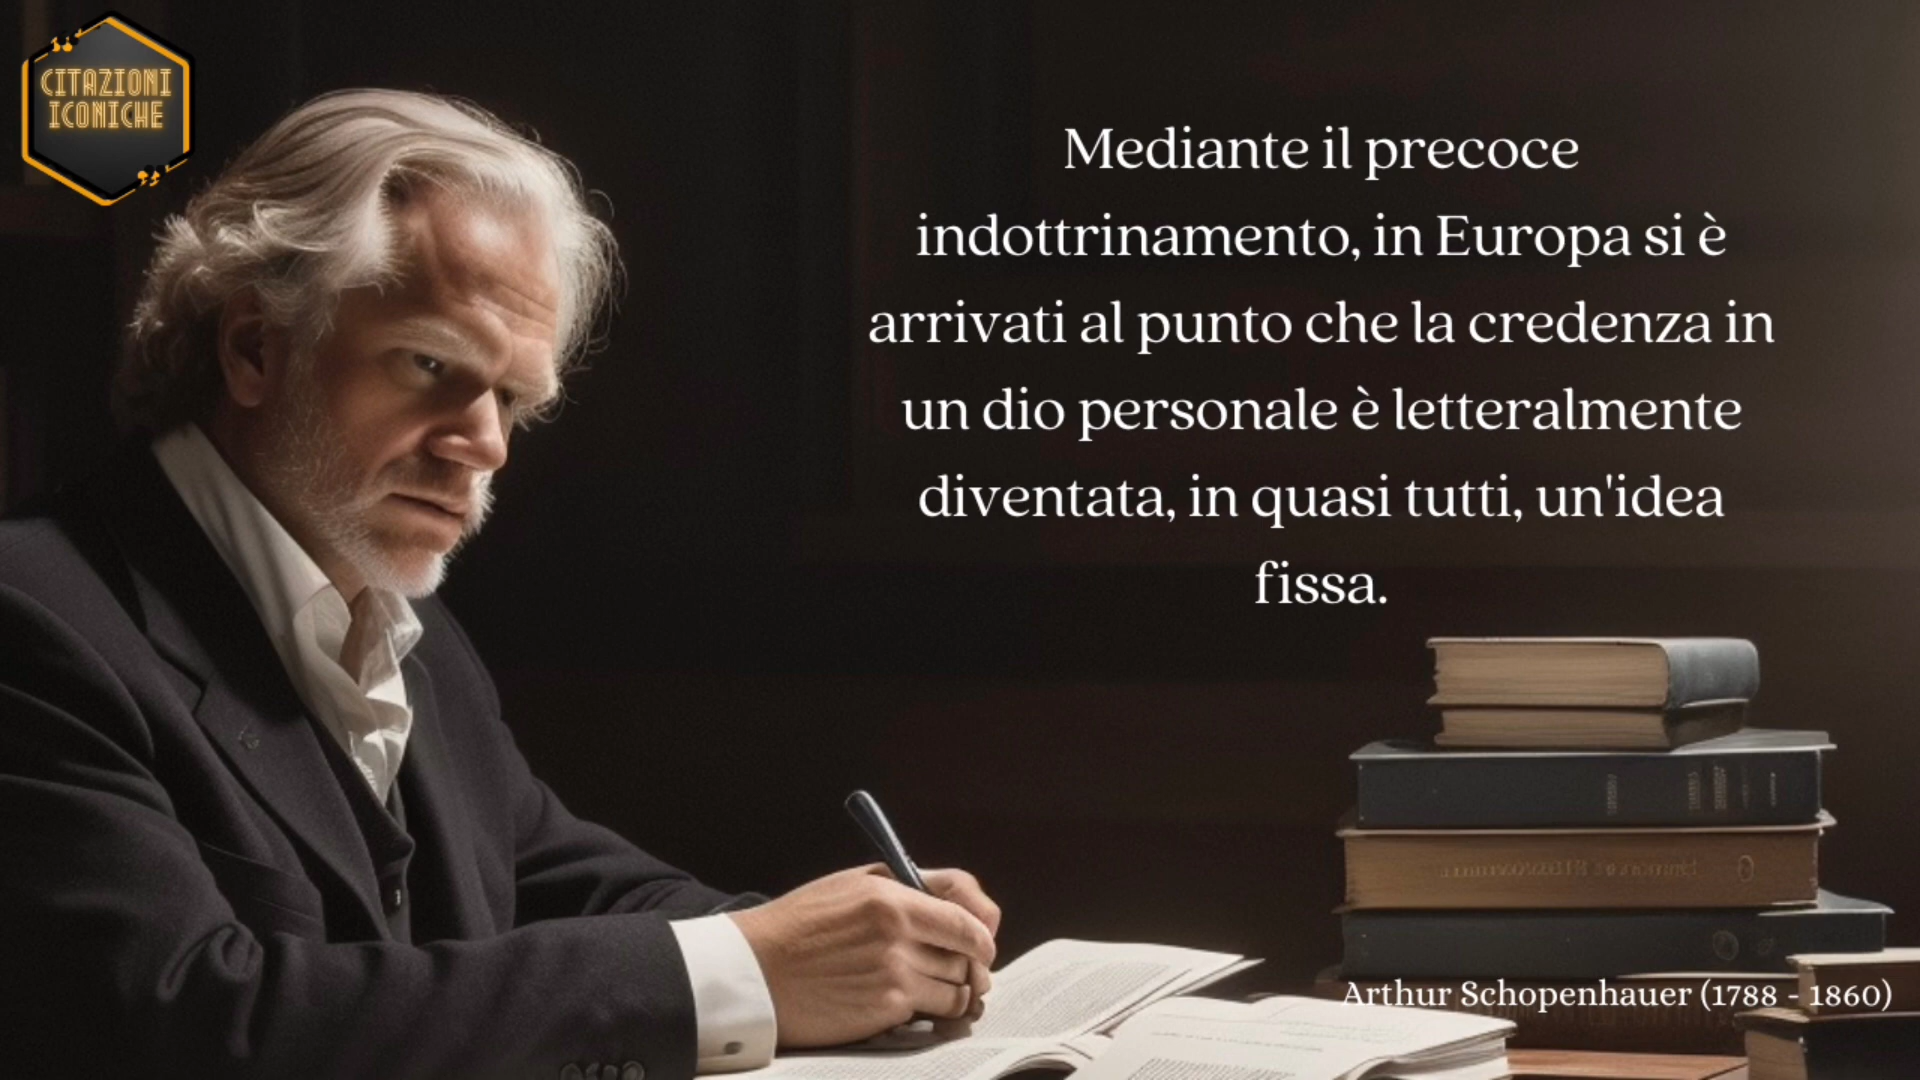 CITAZIONI
ICONICHE
Mediante il precoce
indottrinamento, in Europa si è
arrivati al punto che la credenza in
un dio personale è letteralmente
diventata, in quasi tutti, un'idea
fissa.
Arthur Schopenhauer (1788 - 1860)